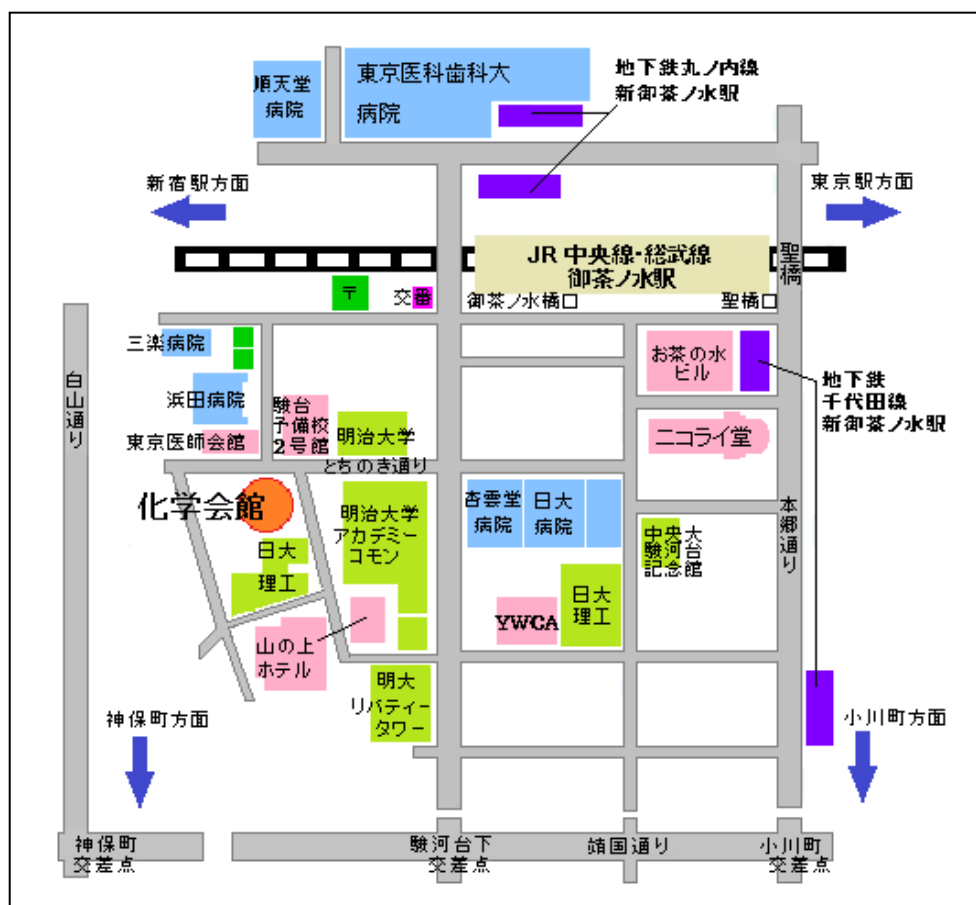 順天堂
病院
東京医科歯科大
病院
地下鉄丸ノ内線
新御茶ノ水駅
新宿駅方面
東京駅方面
JR 中央線・総武線
御茶ノ水駅
聖橋
〒
交番
御茶ノ水橋口
聖橋口
白山通り
三楽病院
浜田病院
東京医師会館
駿台
予備校
2号館
明治大学
とちのき通り
お茶の水
ビル
地下鉄
千代田線
新御茶ノ水駅
ニコライ堂
化学会館
明治大学
アカデミー
コモン
杏雲堂
病院
日大
病院
中央大
駿河台
記念館
本郷通り
日大
理工
日大
理工
YWCA
山の上
ホテル
明大
リバティー
タワー
神保町方面
小川町方面
神保町
交差点
駿河台下
交差点
靖国通り
小川町
交差点